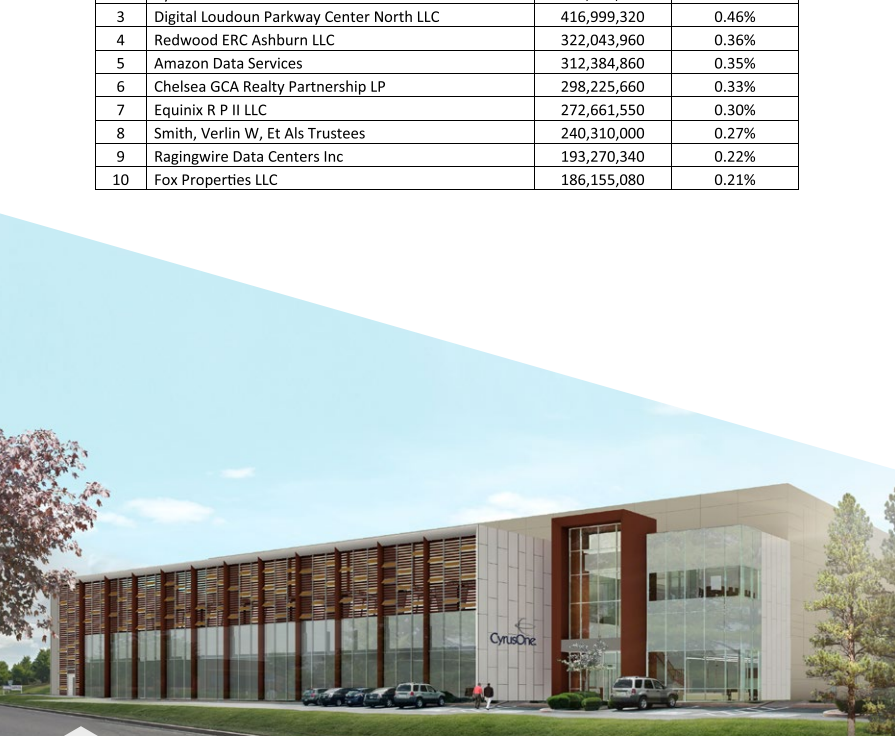 3 Digital Loudoun Parkway Center North LLC 416,999,320 0.46%
4 Redwood ERC Ashburn LLC 322,043,960 0.36%
5 Amazon Data Services 312,384,860 0.35%
6 Chelsea GCA Realty Partnership LP 298,225,660 0.33%
7 Equinix R P II LLC 272,661,550 0.30%
8 Smith, Verlin W, Et Als Trustees 240,310,000 0.27%
9 Ragingwire Data Centers Inc 193,270,340 0.22%
10 Fox Properties LLC 186,155,080 0.21%
CyrusOne